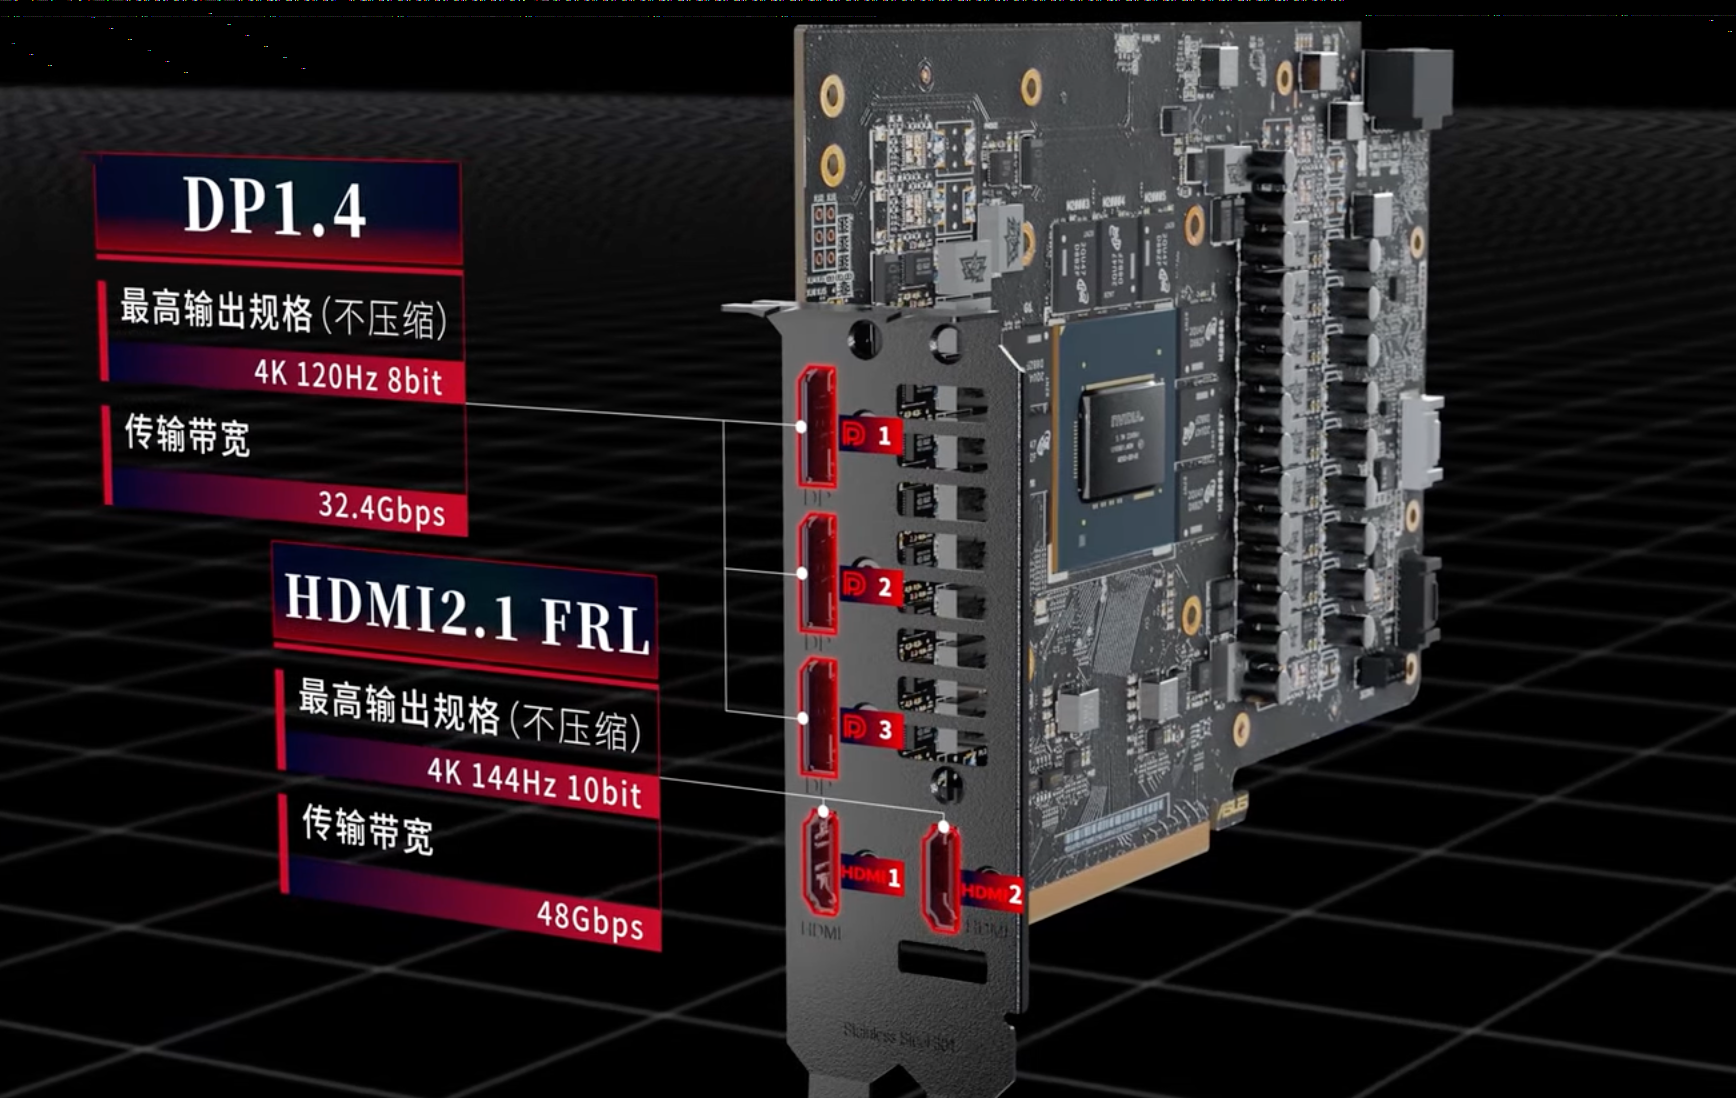 DP1.4
最高输出规格(不压缩)
4K 120Hz 8bit
传输带宽
32.4Gbps
HDMI2.1 FRL
最高输出规格(不压缩)
4K 144Hz 10bit
传输带宽
48Gbps
1
DP
2
DP
3
DP
HDMI 1
HDMI 2
HDMI
HDMI
Stainless Steel 304
NVIDIA
ASUS